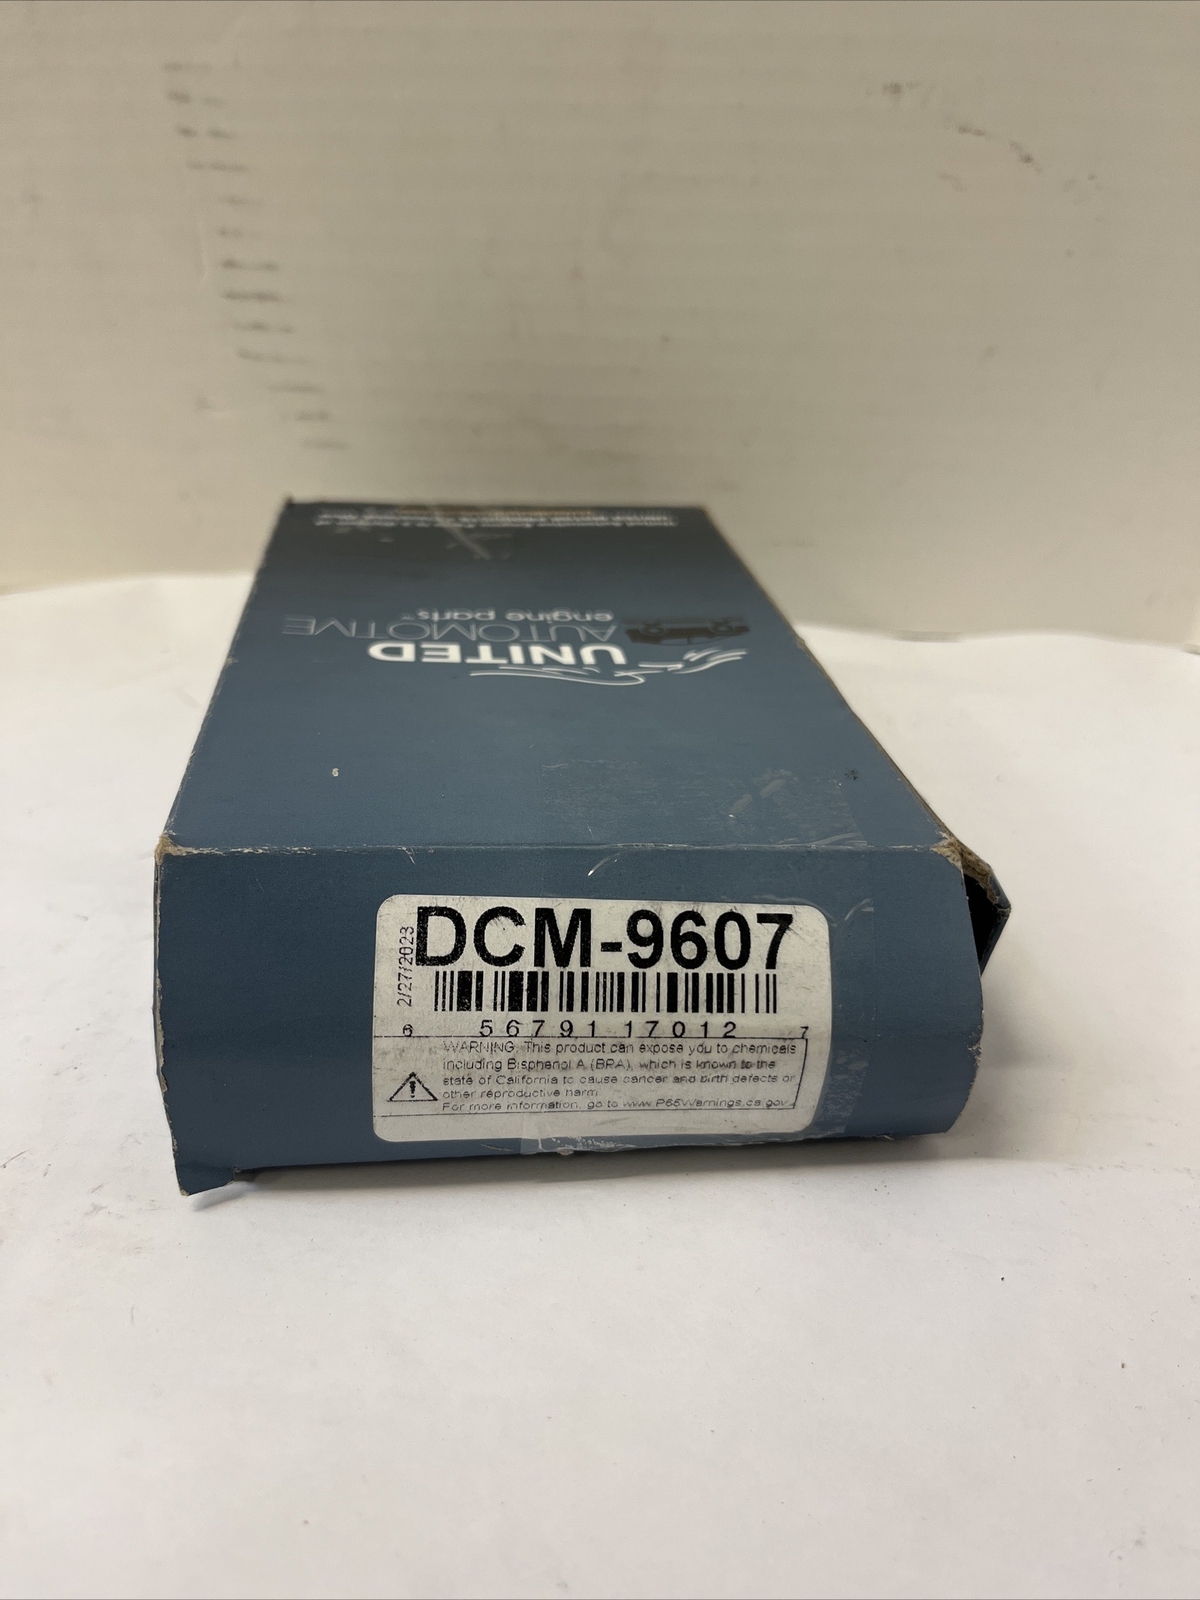 UNITED
AUTOMOTIVE
engine parts™
2/27/2023
DCM-9607
6 56791 17012 7
WARNING: This product can expose you to chemicals
including Bisphenol A (BPA), which is known to the
state of California to cause cancer and birth defects or
other reproductive harm.
For more information, go to www.P65Warnings.ca.gov